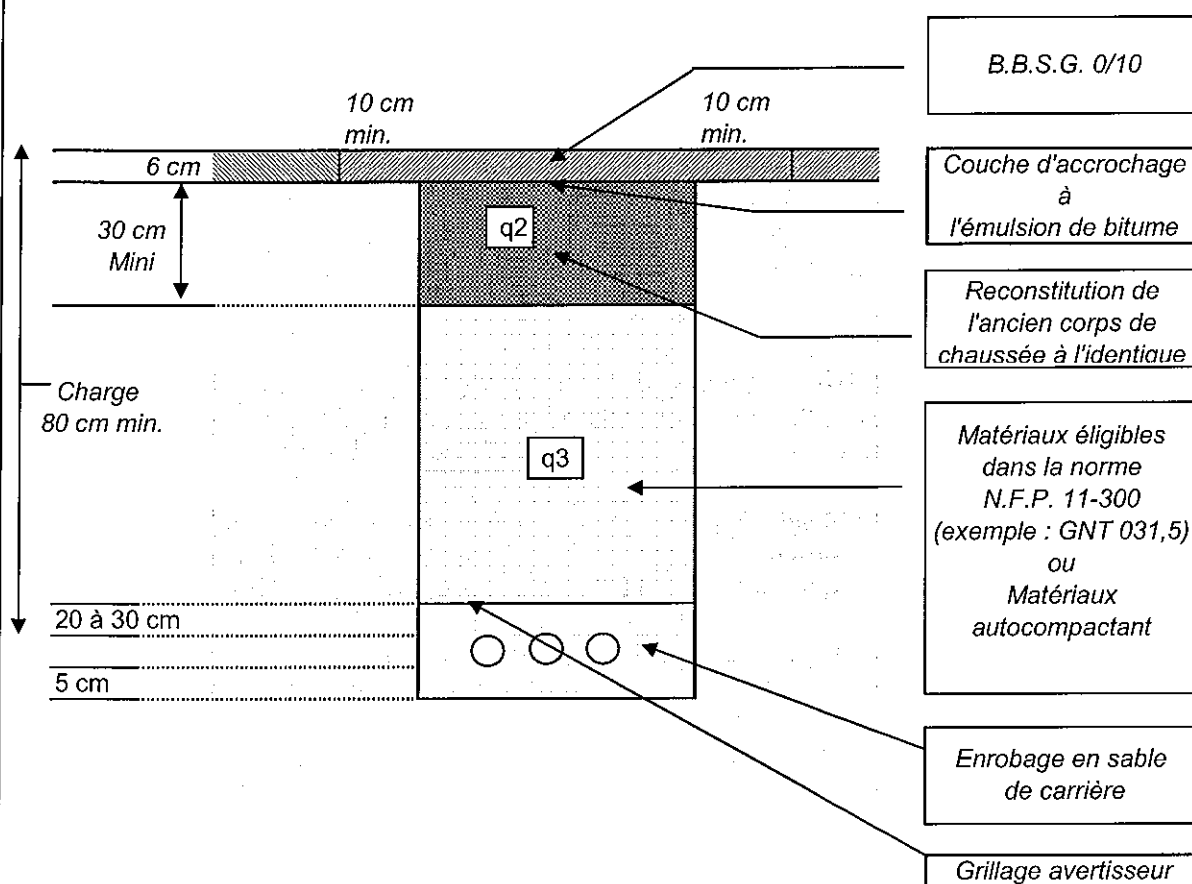 B.B.S.G. 0/10
10 cm
min.
10 cm
min.
6 cm
Couche d'accrochage
à
l'émulsion de bitume
q2
30 cm
Mini
Reconstitution de
l'ancien corps de
chaussée à l'identique
Charge
80 cm min.
q3
Matériaux éligibles
dans la norme
N.F.P. 11-300
(exemple : GNT 031,5)
ou
Matériaux
autocompactant
20 à 30 cm
5 cm
Enrobage en sable
de carrière
Grillage avertisseur